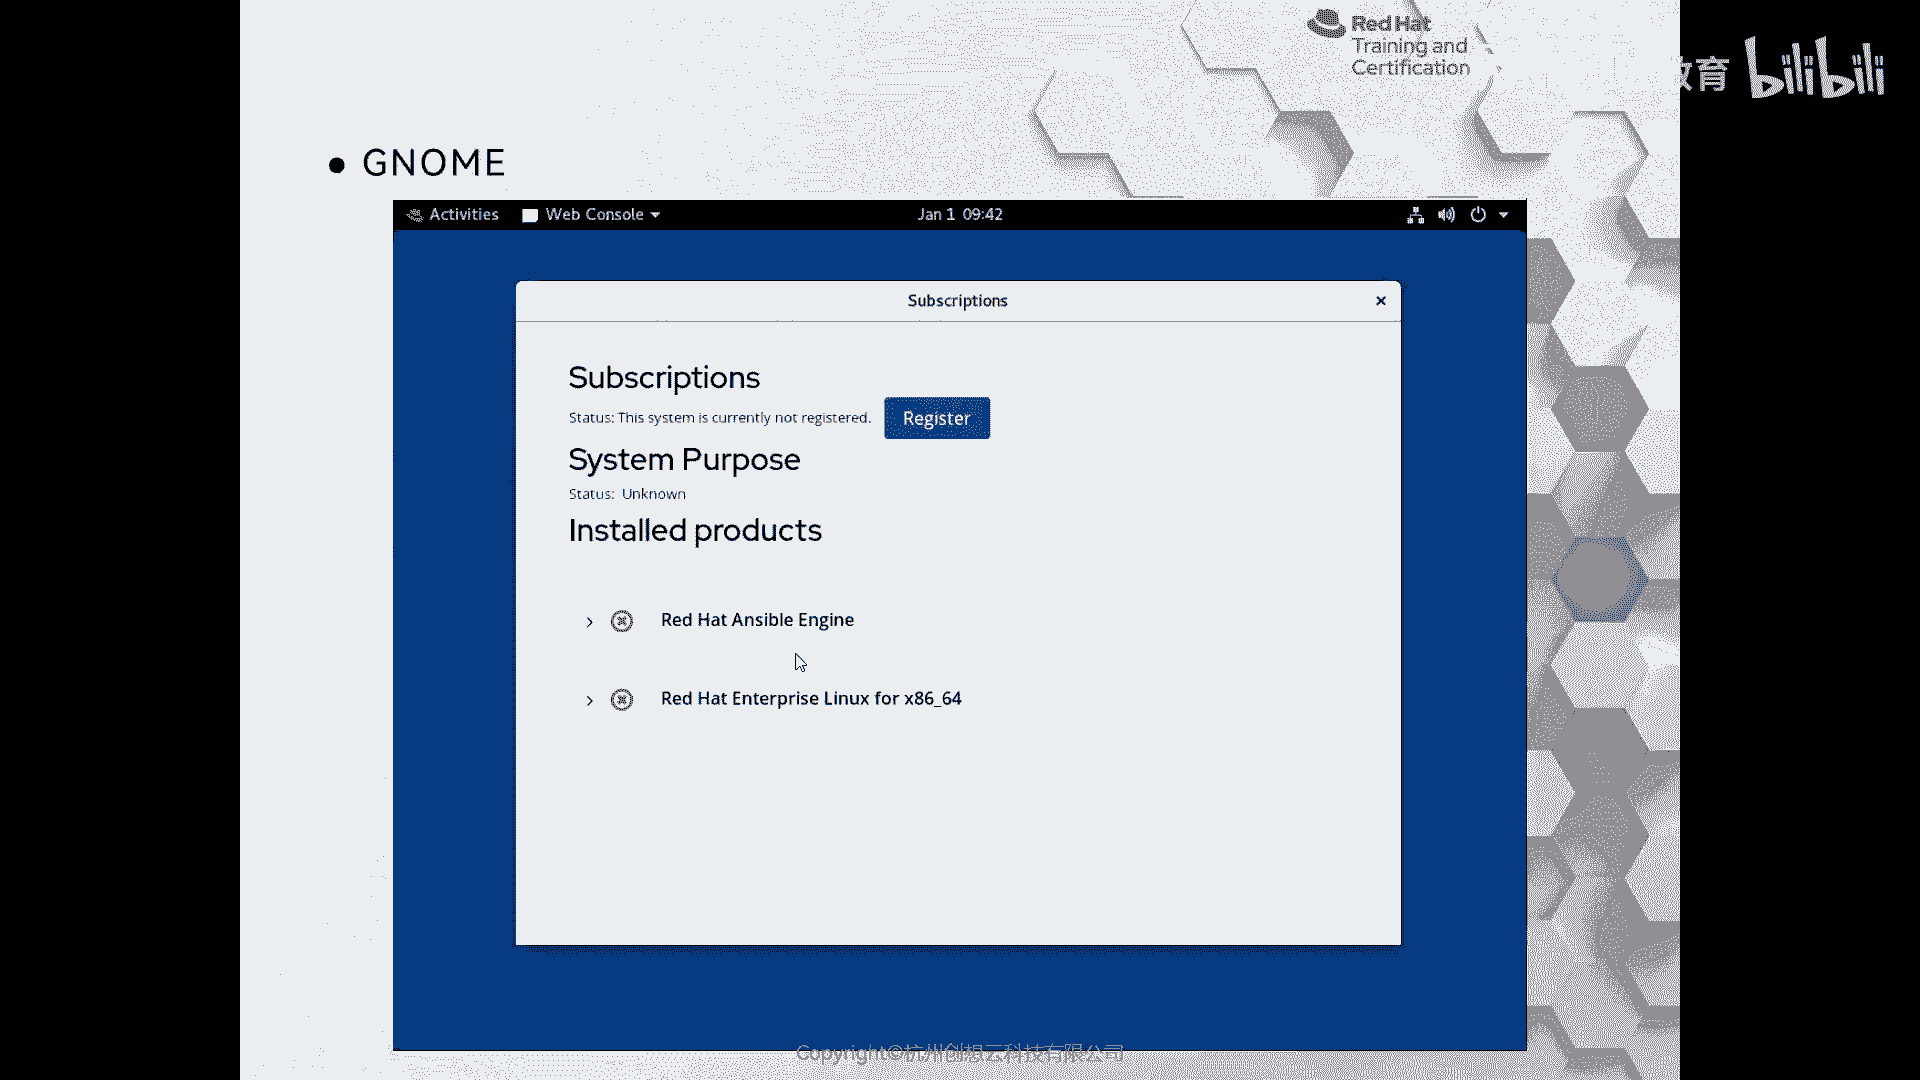 Red Hat
Training and
Certification
育 bilibili
GNOME
Activities Web Console Jan 1 09:42
Subscriptions
Subscriptions
Status: This system is currently not registered. Register
System Purpose
Status: Unknown
Installed products
Red Hat Ansible Engine
Red Hat Enterprise Linux for x86_64
Copyright©杭州创想云科技有限公司